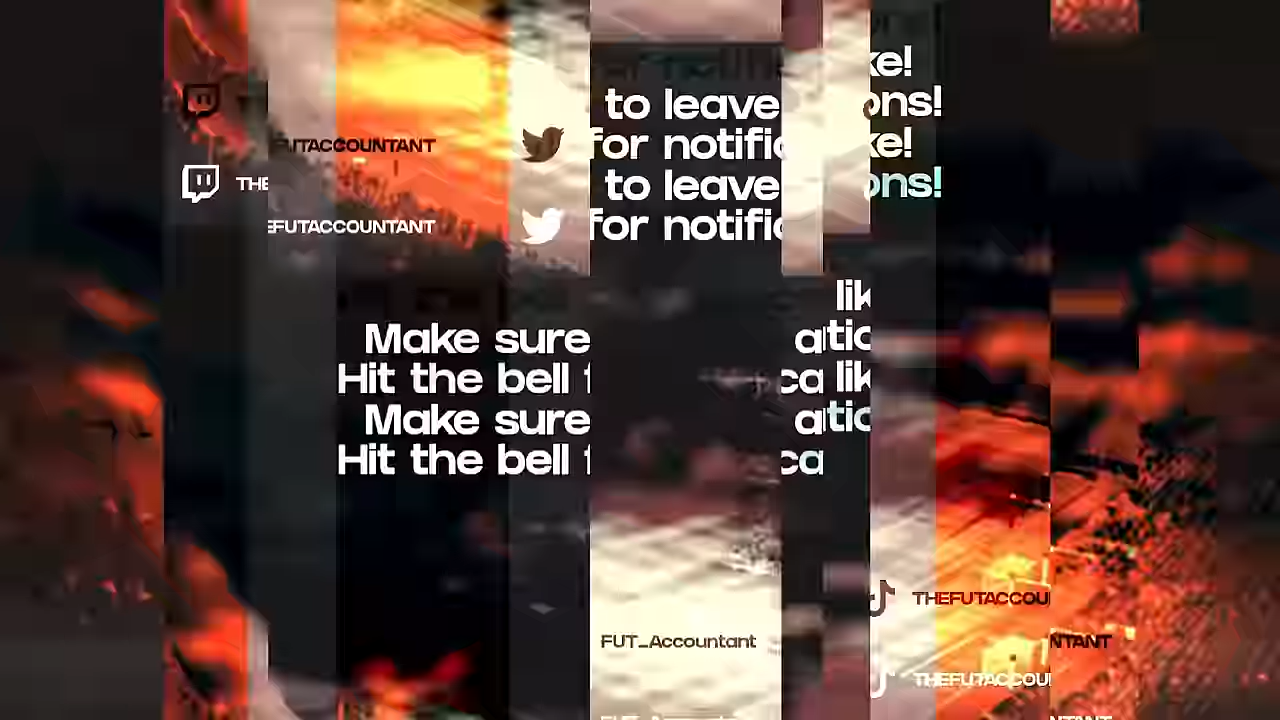 to leave
for notific
to leave
for notific
ke!
ons!
ke!
ons!
FUTACCOUNTANT
THE
EFUTACCOUNTANT
Make sure
Hit the bell f
Make sure
Hit the bell f
lik
atic
ca lik
atic
ca
THEFUTACCOU
NTANT
FUT_Accountant
THEFUTACCOU
NTANT